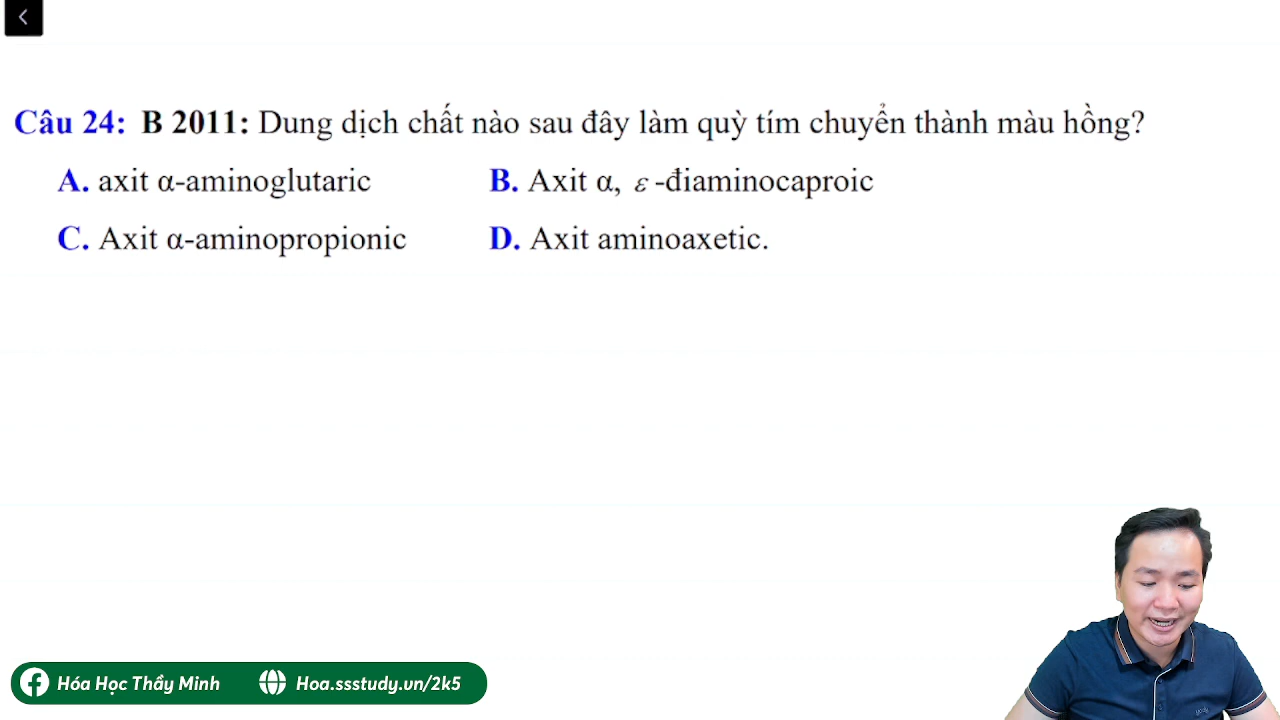 Câu 24: B 2011: Dung dịch chất nào sau đây làm quỳ tím chuyển thành màu hồng?
A. axit α-aminoglutaric B. Axit α, ε -điaminocaproic
C. Axit α-aminopropionic D. Axit aminoaxetic.
Hóa Học Thầy Minh Hoa.ssstudy.vn/2k5